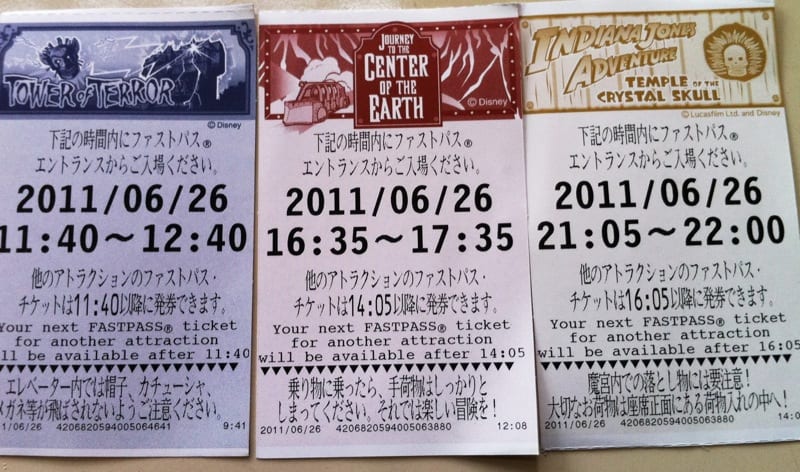 TOWER of TERROR
© Disney
下記の時間内にファストパス®
エントランスからご入場ください。
2011/06/26
11:40～12:40
他のアトラクションのファストパス・
チケットは11:40以降に発券できます。
Your next FASTPASS® ticket
for another attraction
ll be available after 11:40
エレベーター内では帽子、カチューシャ、
メガネ等が飛ばされないようご注意ください。
11/06/26 4206820594005064641 9:41
JOURNEY
TO THE
CENTER
OF THE
EARTH
© Disney
下記の時間内にファストパス®
エントランスからご入場ください。
2011/06/26
16:35～17:35
他のアトラクションのファストパス・
チケットは14:05以降に発券できます。
Your next FASTPASS® ticket
for another attraction
will be available after 14:05
乗り物に乗ったら、手荷物はしっかりと
しまってください。それでは楽しい冒険を！
2011/06/26 4206820594005063880 12:08
INDIANA JONES
ADVENTURE
TEMPLE OF THE
CRYSTAL SKULL
© Lucasfilm Ltd. and Disney
下記の時間内にファストパス®
エントランスからご入場ください。
2011/06/26
21:05～22:00
他のアトラクションのファストパス・
チケットは16:05以降に発券できます。
Your next FASTPASS® ticket
for another attraction
will be available after 16:05
魔宮内での落とし物には要注意！
大切なお荷物は座席正面にある荷物入れの中へ！
2011/06/26 4206820594005063880 14:0